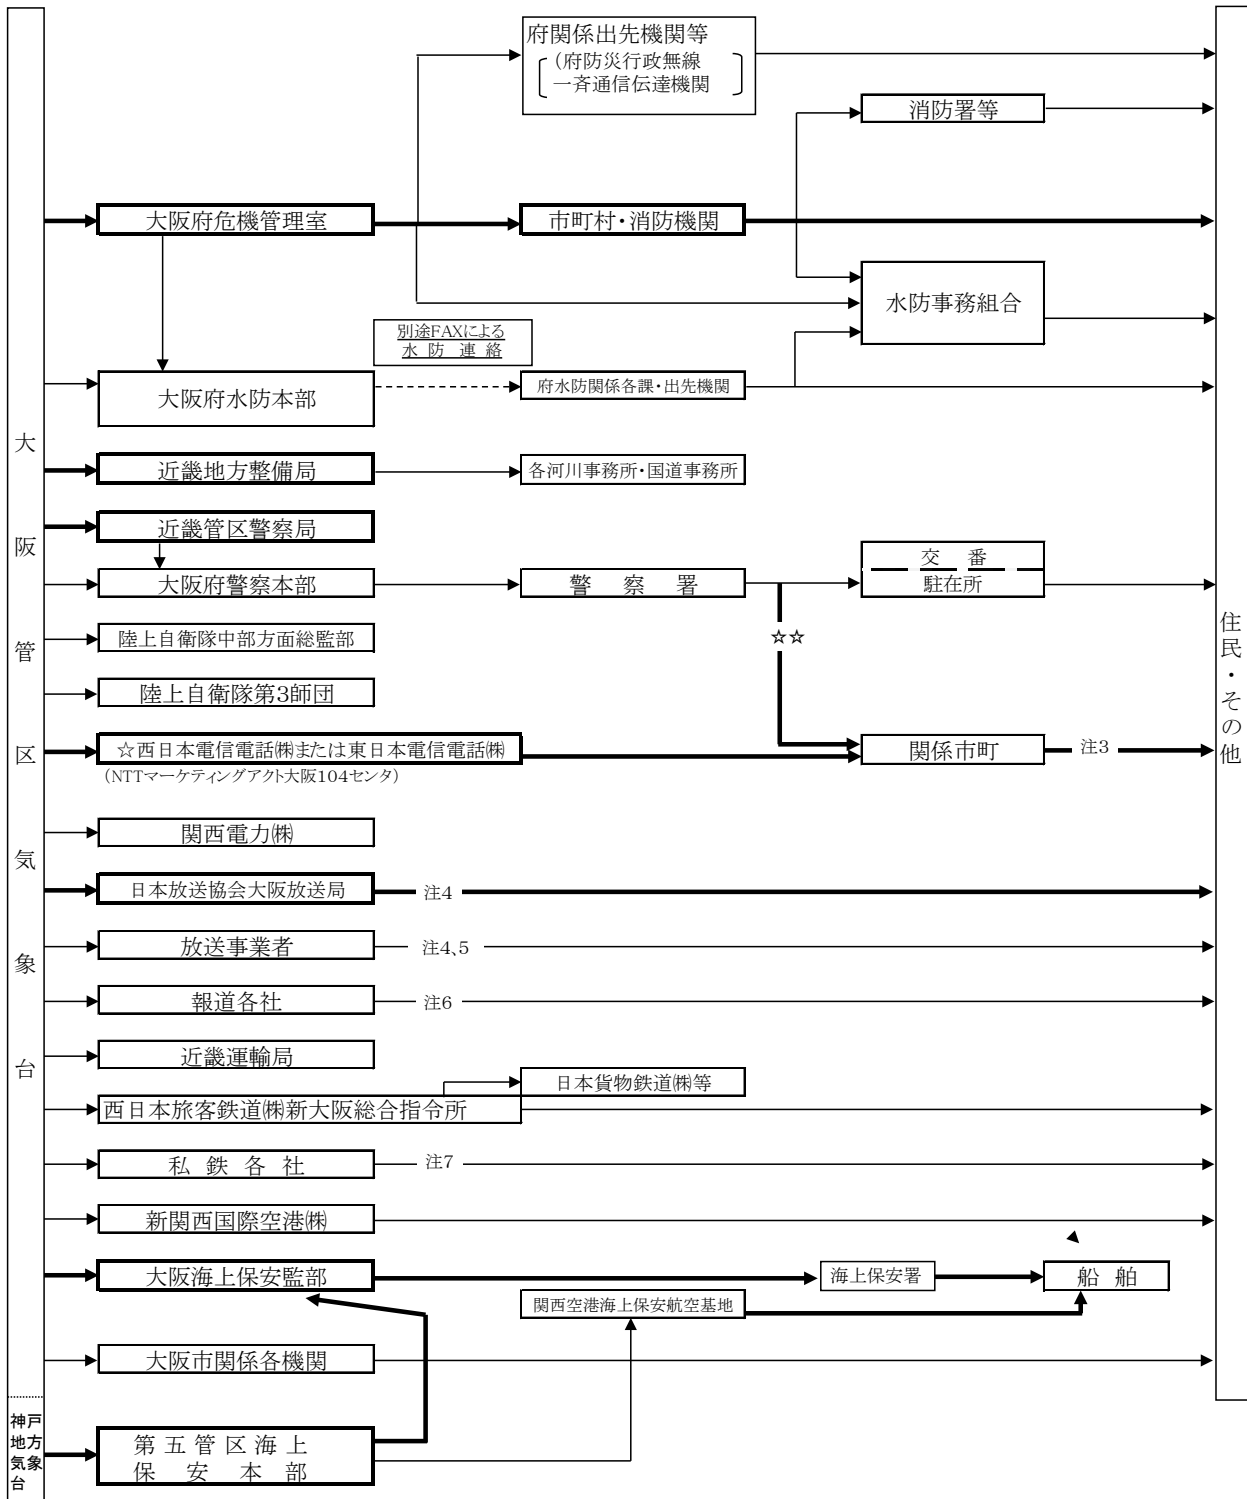 府関係出先機関等
(府防災行政無線
一斉通信伝達機関
消防署等
大阪府危機管理室
市町村・消防機関
水防事務組合
別途FAXによる
水防連絡
大阪府水防本部
府水防関係各課・出先機関
大阪管区気象台
近畿地方整備局
各河川事務所・国道事務所
近畿管区警察局
大阪府警察本部
警察署
交番
駐在所
住民・その他
陸上自衛隊中部方面総監部
☆☆
陸上自衛隊第3師団
☆西日本電信電話㈱または東日本電信電話㈱
(NTTマーケティングアクト大阪104センタ)
関係市町
注3
関西電力㈱
日本放送協会大阪放送局
注4
放送事業者
注4、5
報道各社
注6
近畿運輸局
日本貨物鉄道㈱等
西日本旅客鉄道㈱新大阪総合指令所
私鉄各社
注7
新関西国際空港㈱
大阪海上保安監部
海上保安署
船舶
関西空港海上保安航空基地
大阪市関係各機関
神戸
地方
気象
台
第五管区海上
保安本部